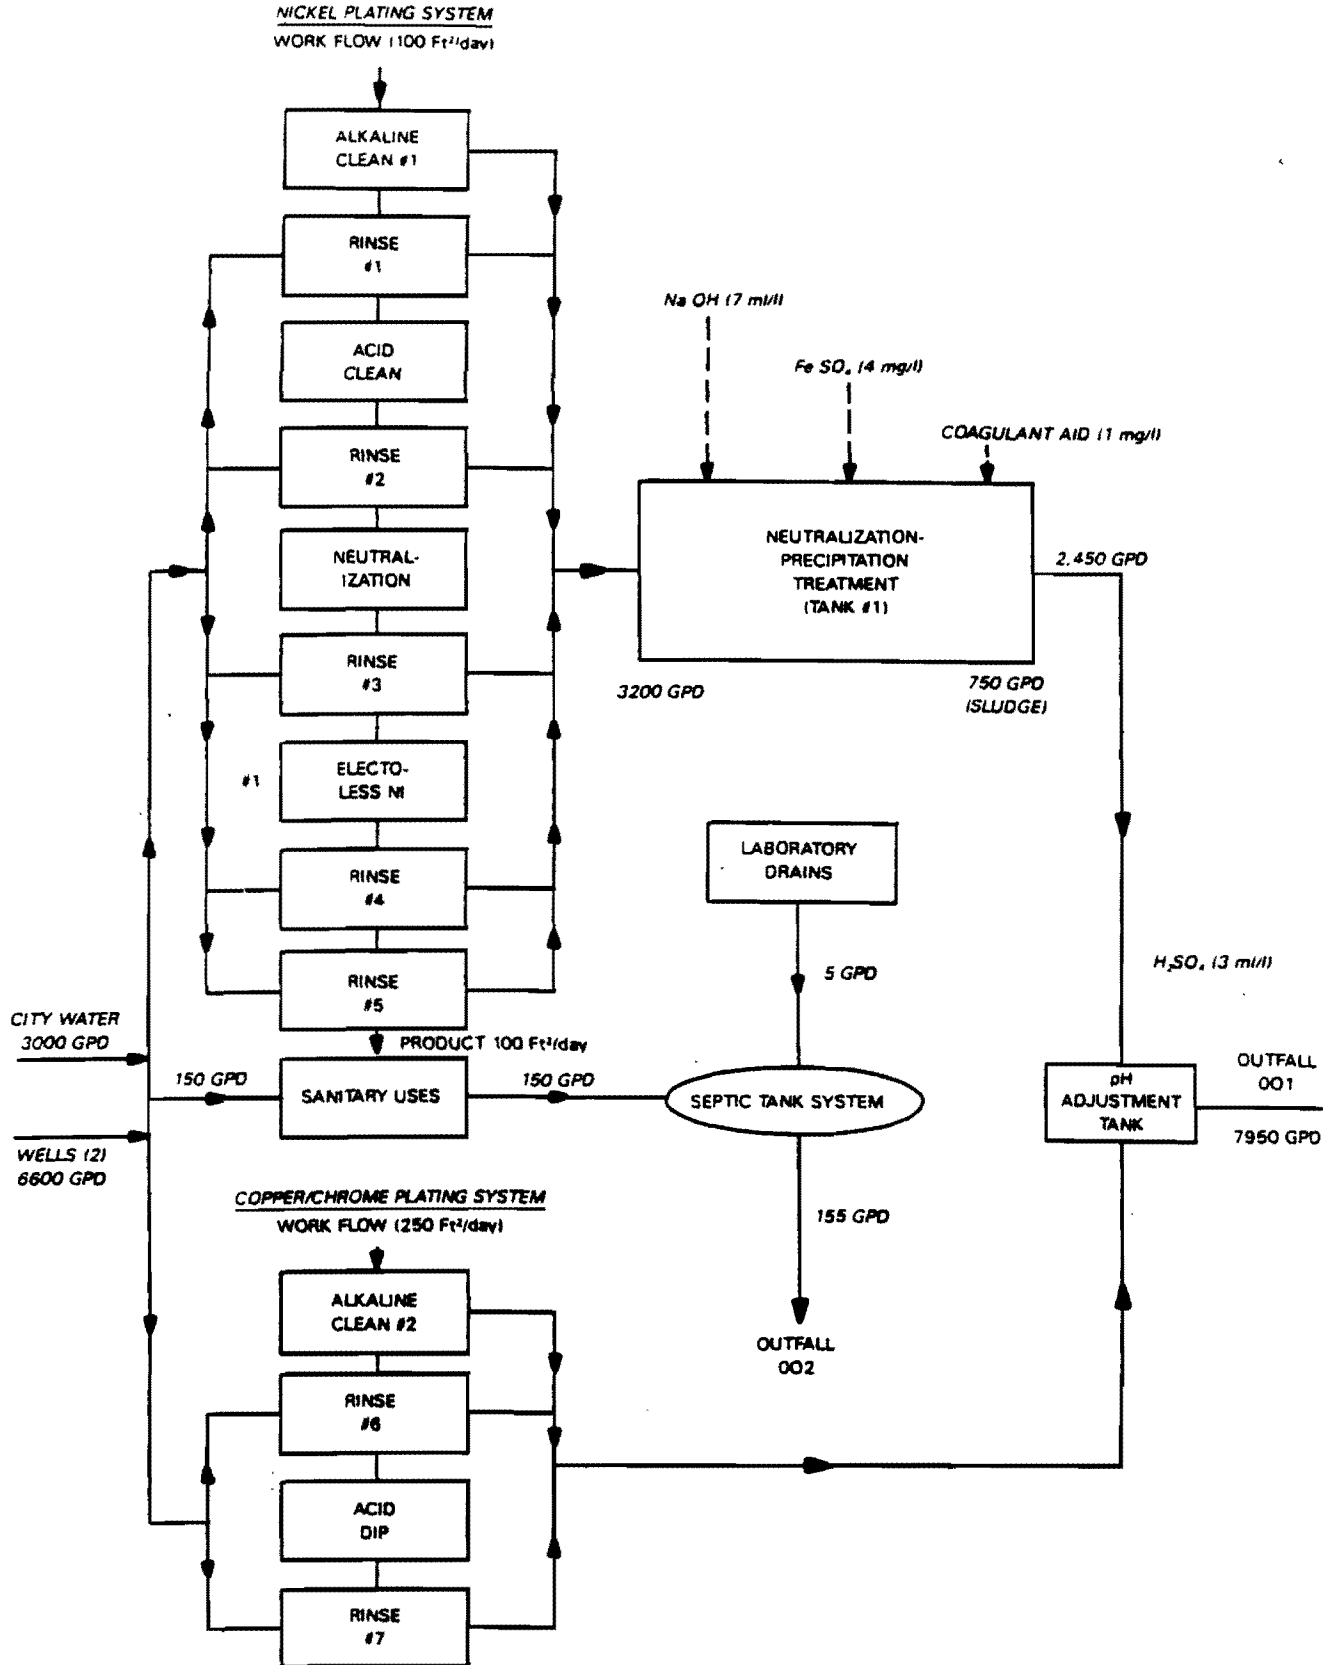 NICKEL PLATING SYSTEM
WORK FLOW (100 Ft²/day)
ALKALINE
CLEAN #1
RINSE
#1
ACID
CLEAN
RINSE
#2
NEUTRAL-
IZATION
RINSE
#3
#1
ELECTO-
LESS NI
RINSE
#4
RINSE
#5
PRODUCT 100 Ft²/day
Na OH (7 ml/l)
Fe SO₄ (4 mg/l)
COAGULANT AID (1 mg/l)
NEUTRALIZATION-
PRECIPITATION
TREATMENT
(TANK #1)
2,450 GPD
3200 GPD
750 GPD
(SLUDGE)
LABORATORY
DRAINS
5 GPD
H₂SO₄ (3 ml/l)
CITY WATER
3000 GPD
150 GPD
SANITARY USES
150 GPD
SEPTIC TANK SYSTEM
pH
ADJUSTMENT
TANK
OUTFALL
001
7950 GPD
WELLS (2)
6600 GPD
155 GPD
OUTFALL
002
COPPER/CHROME PLATING SYSTEM
WORK FLOW (250 Ft²/day)
ALKALINE
CLEAN #2
RINSE
#6
ACID
DIP
RINSE
#7